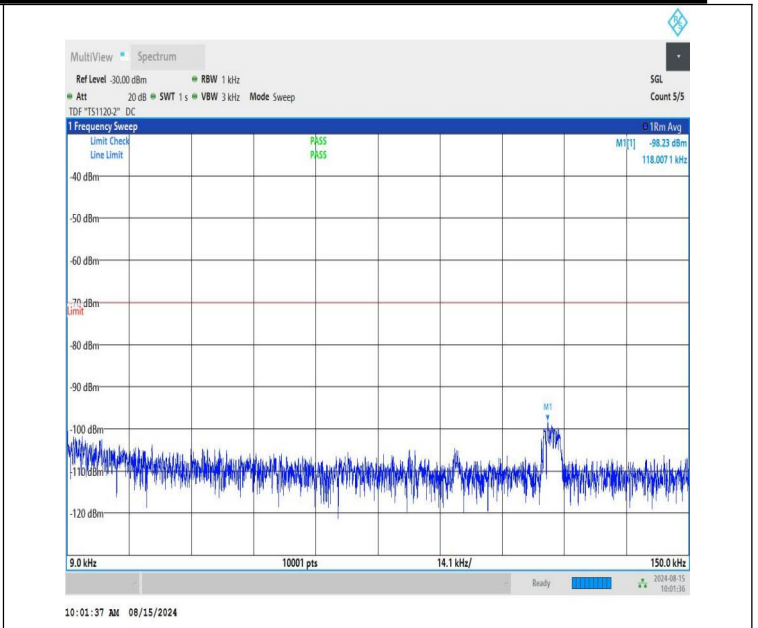 R S
MultiView Spectrum
Ref Level -30.00 dBm RBW 1 kHz SGL
Att 20 dB SWT 1 s VBW 3 kHz Mode Sweep Count 5/5
TDF "TS1120-2" DC
1 Frequency Sweep 1Rm Avg
Limit Check PASS M1[1] -98.23 dBm
Line Limit PASS 118.0071 kHz
-40 dBm
-50 dBm
-60 dBm
-70 dBm
Limit
-80 dBm
-90 dBm
M1
-100 dBm
-110 dBm
-120 dBm
9.0 kHz 10001 pts 14.1 kHz/ 150.0 kHz
Ready 2024-08-15
10:01:36
10:01:37 AM 08/15/2024